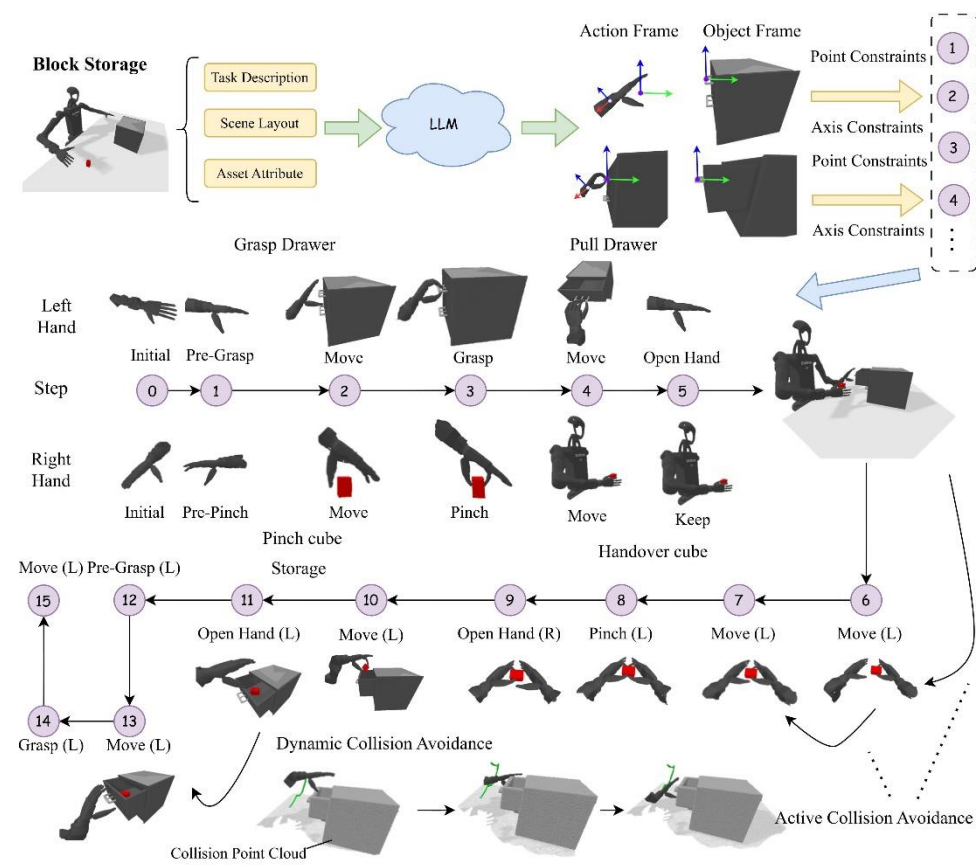 Block Storage
Task Description
Scene Layout
Asset Attribute
LLM
Action Frame
Object Frame
Point Constraints
Axis Constraints
Point Constraints
Axis Constraints
1
2
3
4
⋮
Grasp Drawer
Pull Drawer
Left
Hand
Initial
Pre-Grasp
Move
Grasp
Move
Open Hand
Step
0
1
2
3
4
5
Right
Hand
Initial
Pre-Pinch
Move
Pinch
Move
Keep
Pinch cube
Handover cube
Storage
Move (L)
Pre-Grasp (L)
15
12
11
10
9
8
7
6
Open Hand (L)
Move (L)
Open Hand (R)
Pinch (L)
Move (L)
Move (L)
14
13
Grasp (L)
Move (L)
Dynamic Collision Avoidance
Collision Point Cloud
Active Collision Avoidance